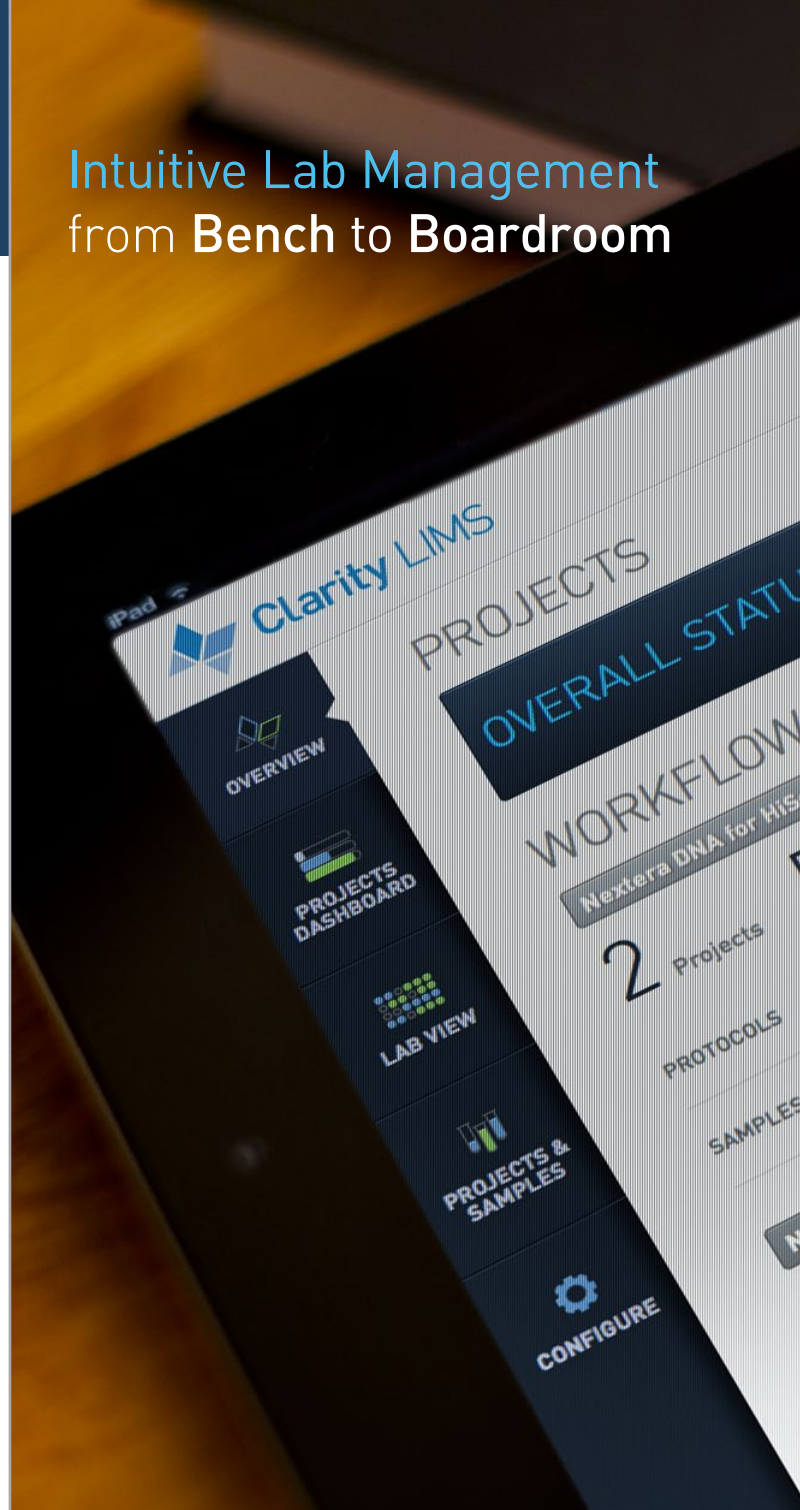 Intuitive Lab Management
from Bench to Boardroom
iPad
Clarity LIMS
PROJECTS
OVERALL STATU
OVERVIEW
WORKFLOW
Nextera DNA for HiS
PROJECTS
DASHBOARD
2 Projects
LAB VIEW
PROTOCOLS
SAMPLES
PROJECTS &
SAMPLES
N
CONFIGURE